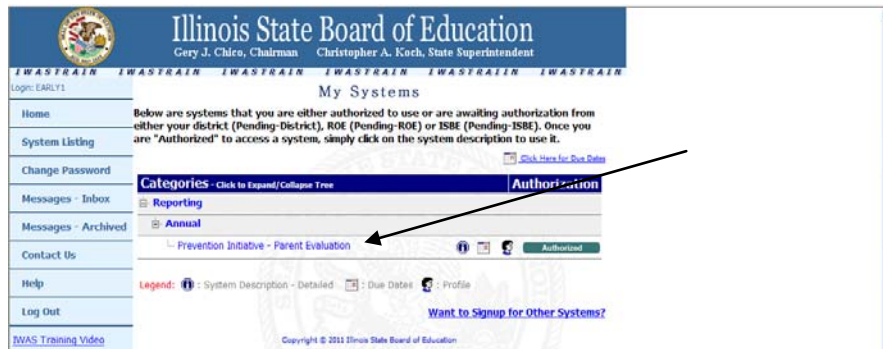 Illinois State Board of Education
Gery J. Chico, Chairman Christopher A. Koch, State Superintendent
IWASTRAIN IWASTRAIN IWASTRAIN IWASTRAIN IWASTRAIN IWASTRAIN
Login: EARLY1
My Systems
Home
System Listing
Change Password
Messages - Inbox
Messages - Archived
Contact Us
Help
Log Out
IWAS Training Video
Below are systems that you are either authorized to use or are awaiting authorization from
either your district (Pending-District), ROE (Pending-ROE) or ISBE (Pending-ISBE). Once you
are "Authorized" to access a system, simply click on the system description to use it.
Click Here for Due Dates
Categories - Click to Expand/Collapse Tree Authorization
Reporting
Annual
Prevention Initiative - Parent Evaluation Authorized
Legend: : System Description - Detailed : Due Dates : Profile
Want to Signup for Other Systems?
Copyright © 2011 Illinois State Board of Education